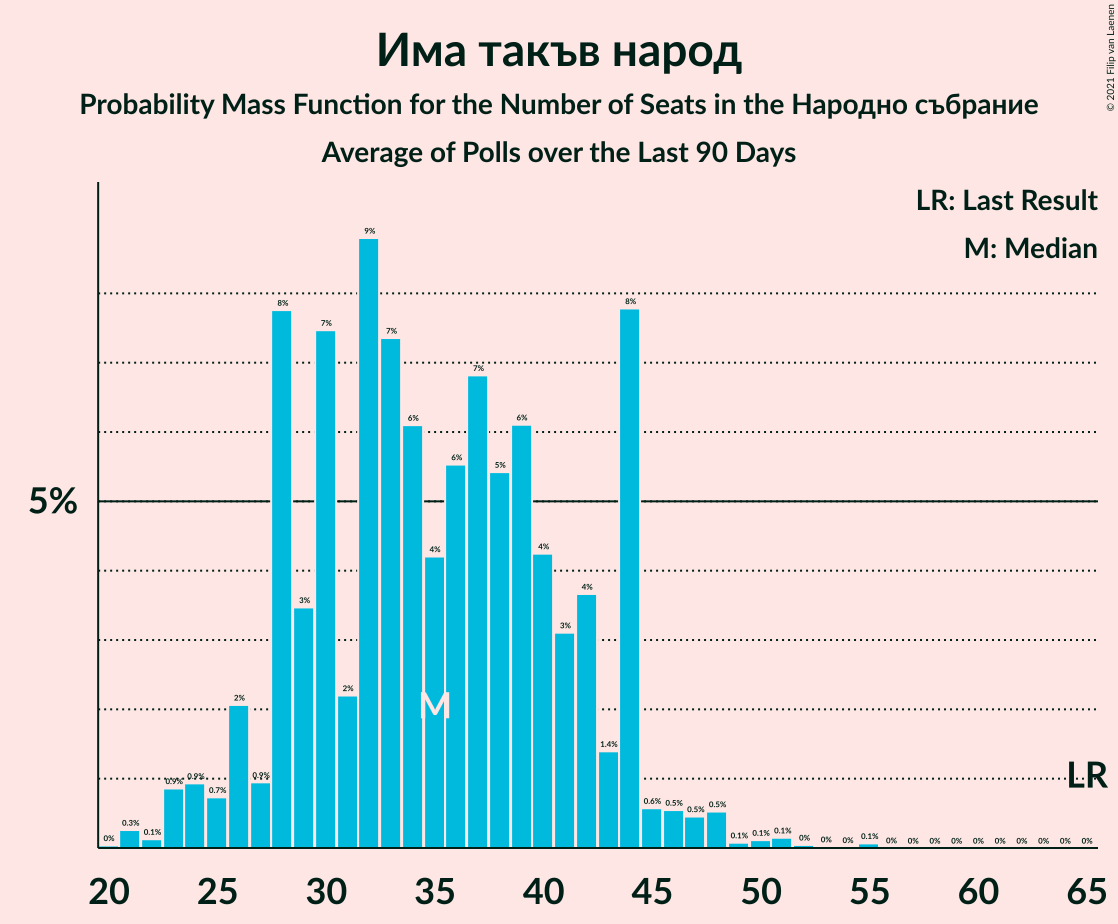 Има такъв народ
Probability Mass Function for the Number of Seats in the Народно събрание
Average of Polls over the Last 90 Days
© 2021 Filip van Laenen
LR: Last Result
M: Median
5%
0% 0.3% 0.1% 0.9% 0.9% 0.7% 2% 0.9% 8% 3% 7% 2% 9% 7% 6% 4% 6% 7% 5% 6% 4% 3% 4% 1.4% 8% 0.6% 0.5% 0.5% 0.5% 0.1% 0.1% 0.1% 0% 0% 0% 0.1% 0% 0% 0% 0% 0% 0% 0% 0% 0% 0%
M
LR
20 25 30 35 40 45 50 55 60 65